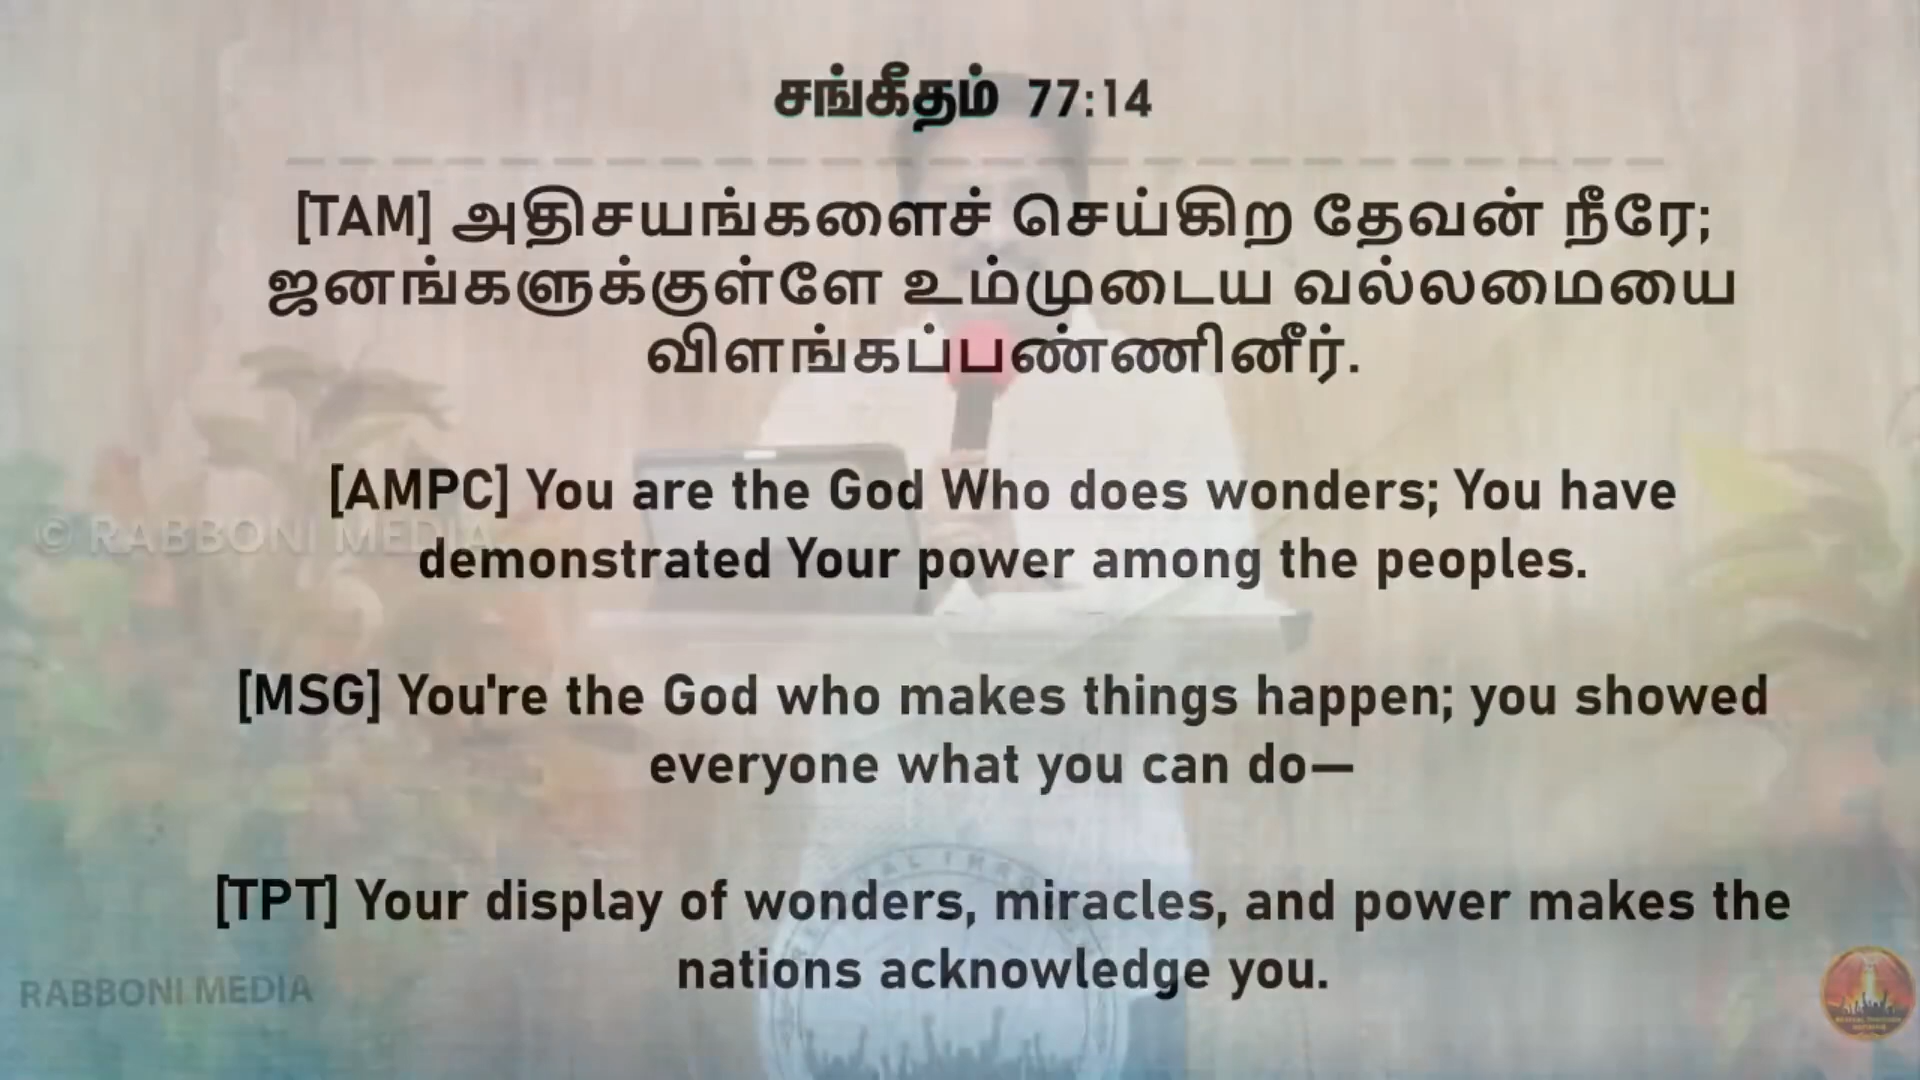 சங்கீதம் 77:14
[TAM] அதிசயங்களைச் செய்கிற தேவன் நீரே;
ஜனங்களுக்குள்ளே உம்முடைய வல்லமையை
விளங்கப்பண்ணினீர்.
[AMPC] You are the God Who does wonders; You have
demonstrated Your power among the peoples.
© RABBONI MEDIA
[MSG] You're the God who makes things happen; you showed
everyone what you can do—
[TPT] Your display of wonders, miracles, and power makes the
nations acknowledge you.
RABBONI MEDIA